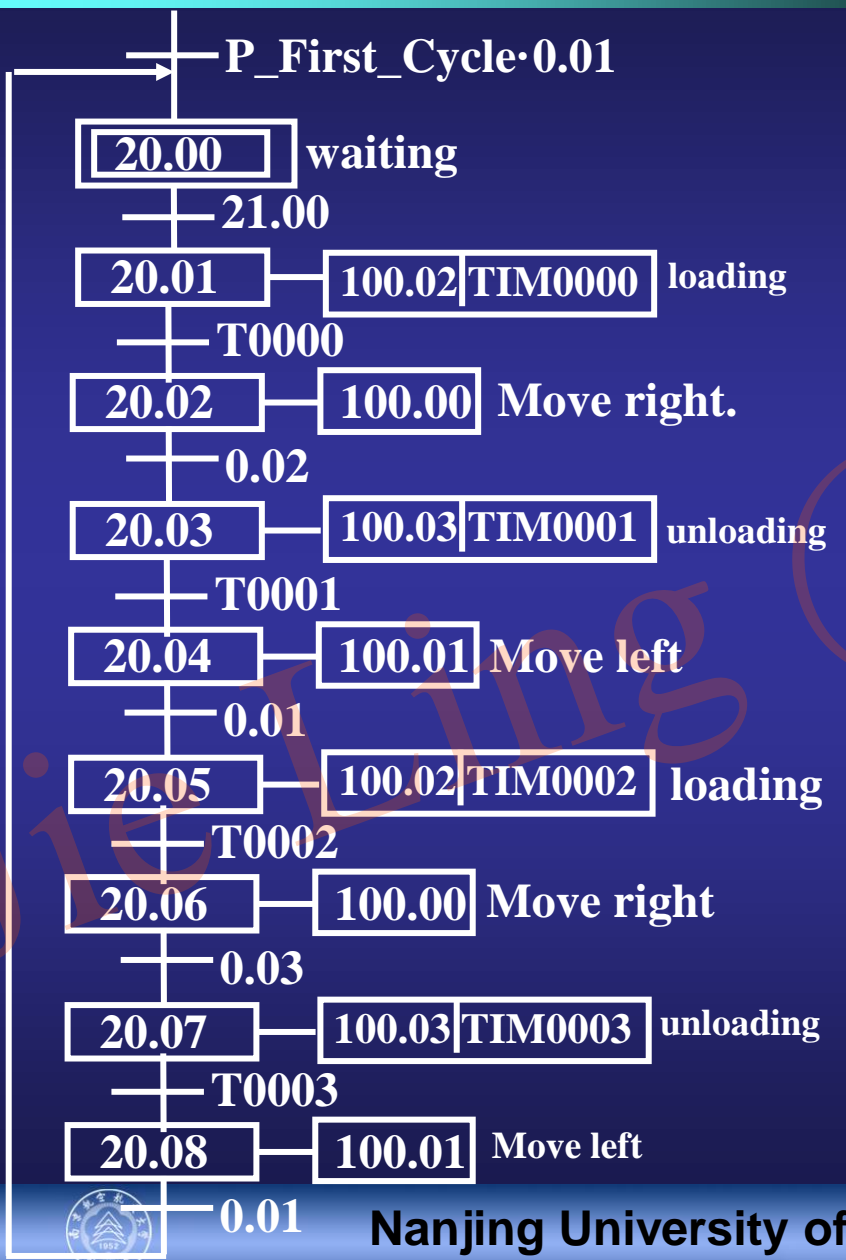 P_First_Cycle·0.01
20.00 waiting
21.00
20.01 100.02 TIM0000 loading
T0000
20.02 100.00 Move right.
0.02
20.03 100.03 TIM0001 unloading
T0001
20.04 100.01 Move left
0.01
20.05 100.02 TIM0002 loading
T0002
20.06 100.00 Move right
0.03
20.07 100.03 TIM0003 unloading
T0003
20.08 100.01 Move left
0.01
Nanjing University of
jie Ling
1952